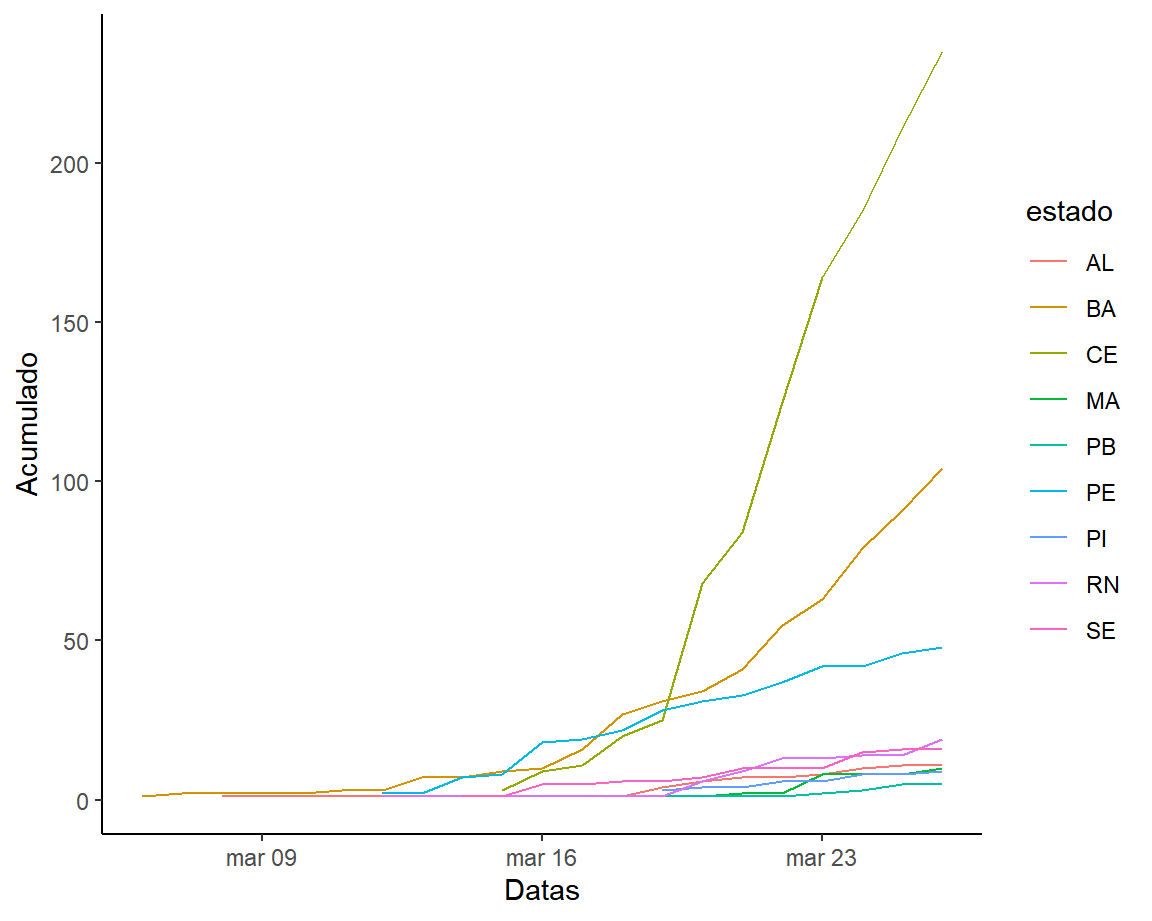 Acumulado
200
150
100
50
0
mar 09
mar 16
mar 23
Datas
estado
AL
BA
CE
MA
PB
PE
PI
RN
SE